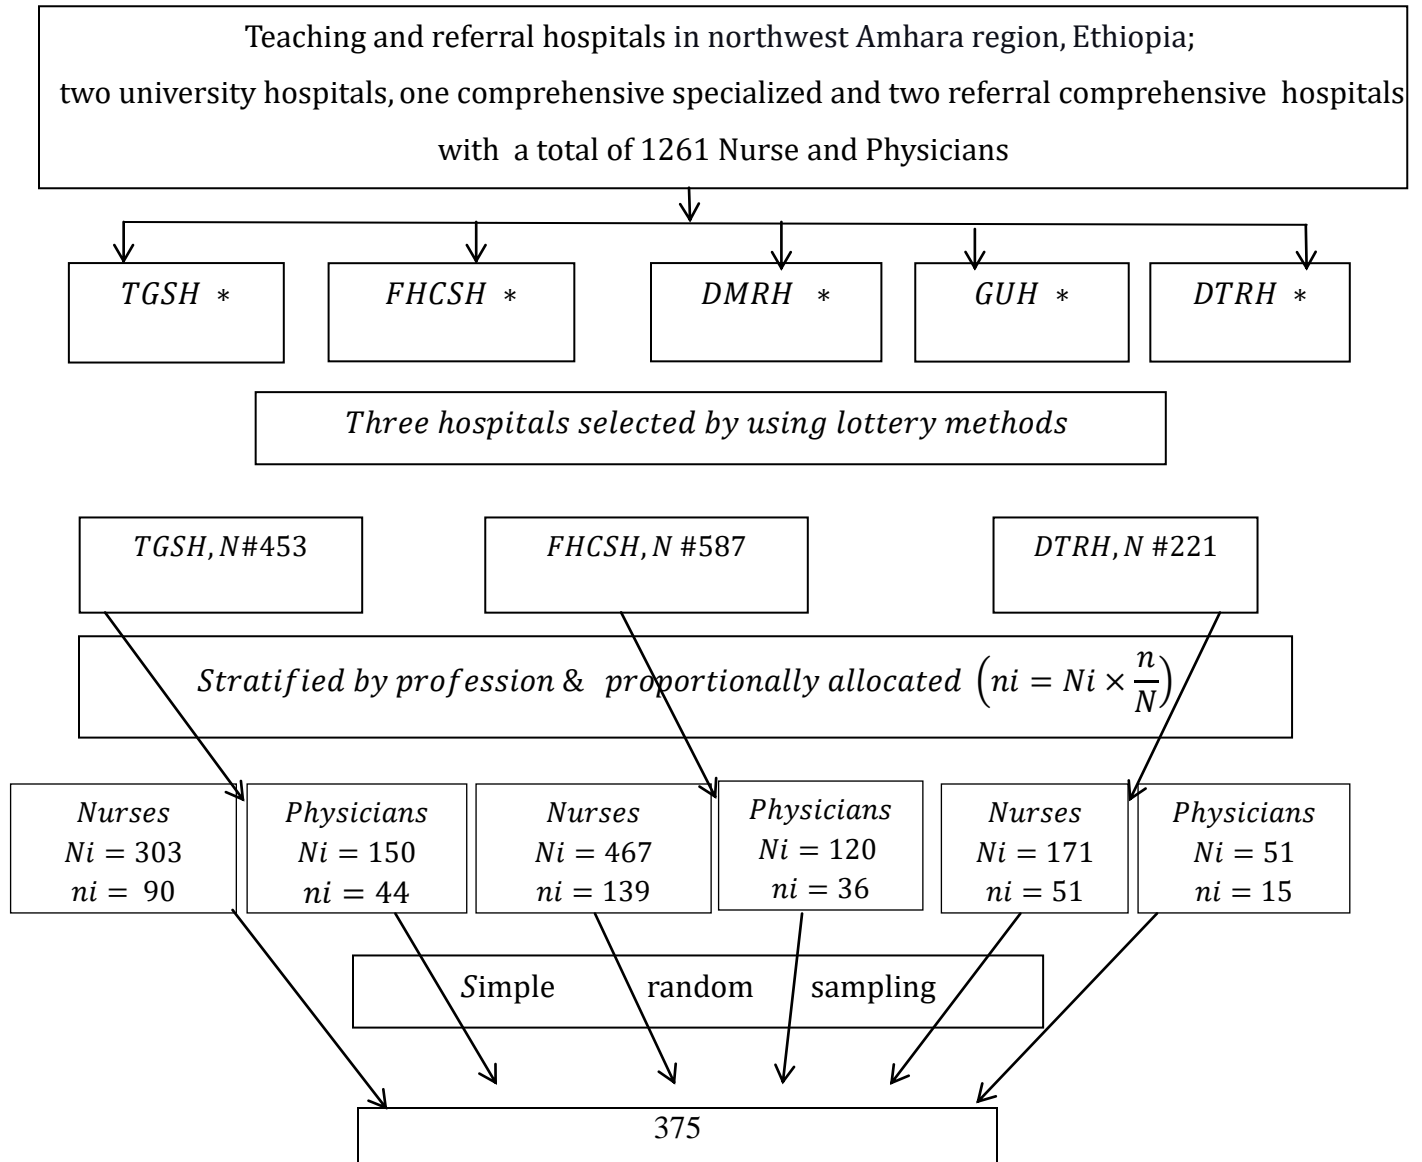 Teaching and referral hospitals in northwest Amhara region, Ethiopia;
two university hospitals, one comprehensive specialized and two referral comprehensive hospitals
with a total of 1261 Nurse and Physicians
TGSH *
FHCSH *
DMRH *
GUH *
DTRH *
Three hospitals selected by using lottery methods
TGSH, N#453
FHCSH, N #587
DTRH, N #221
Stratified by profession & proportionally allocated (ni = Ni × n/N)
Nurses
Ni = 303
ni = 90
Physicians
Ni = 150
ni = 44
Nurses
Ni = 467
ni = 139
Physicians
Ni = 120
ni = 36
Nurses
Ni = 171
ni = 51
Physicians
Ni = 51
ni = 15
Simple random sampling
375